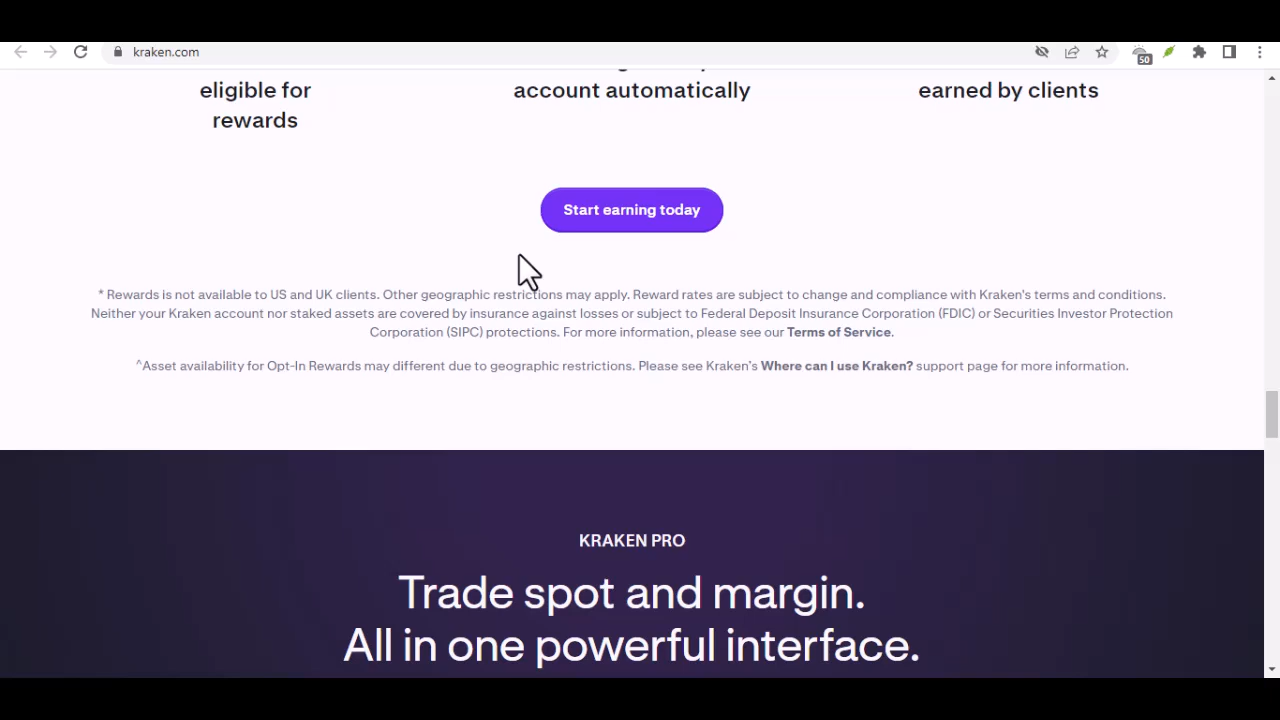 kraken.com
50
eligible for
rewards
account automatically
earned by clients
Start earning today
* Rewards is not available to US and UK clients. Other geographic restrictions may apply. Reward rates are subject to change and compliance with Kraken's terms and conditions.
Neither your Kraken account nor staked assets are covered by insurance against losses or subject to Federal Deposit Insurance Corporation (FDIC) or Securities Investor Protection
Corporation (SIPC) protections. For more information, please see our Terms of Service.
^Asset availability for Opt-In Rewards may different due to geographic restrictions. Please see Kraken's Where can I use Kraken? support page for more information.
KRAKEN PRO
Trade spot and margin.
All in one powerful interface.